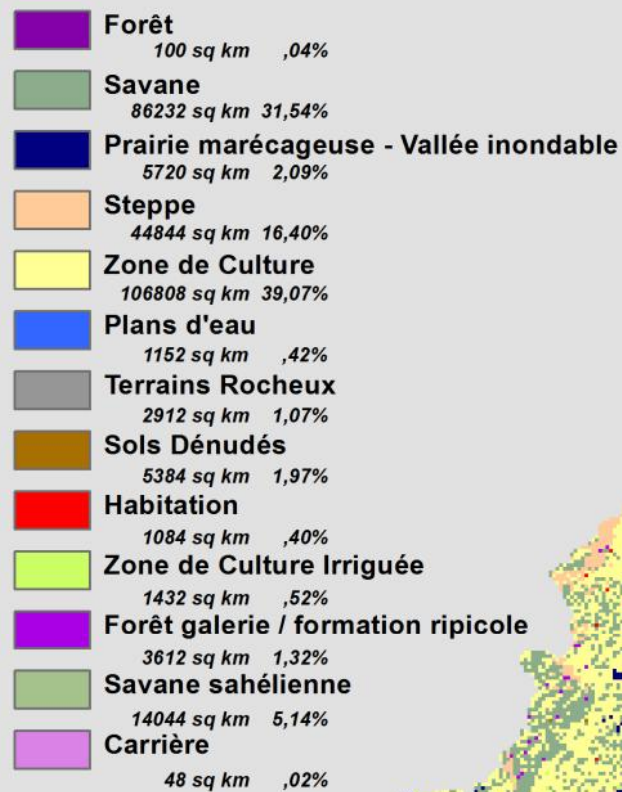 Forêt
100 sq km ,04%
Savane
86232 sq km 31,54%
Prairie marécageuse - Vallée inondable
5720 sq km 2,09%
Steppe
44844 sq km 16,40%
Zone de Culture
106808 sq km 39,07%
Plans d'eau
1152 sq km ,42%
Terrains Rocheux
2912 sq km 1,07%
Sols Dénudés
5384 sq km 1,97%
Habitation
1084 sq km ,40%
Zone de Culture Irriguée
1432 sq km ,52%
Forêt galerie / formation ripicole
3612 sq km 1,32%
Savane sahélienne
14044 sq km 5,14%
Carrière
48 sq km ,02%